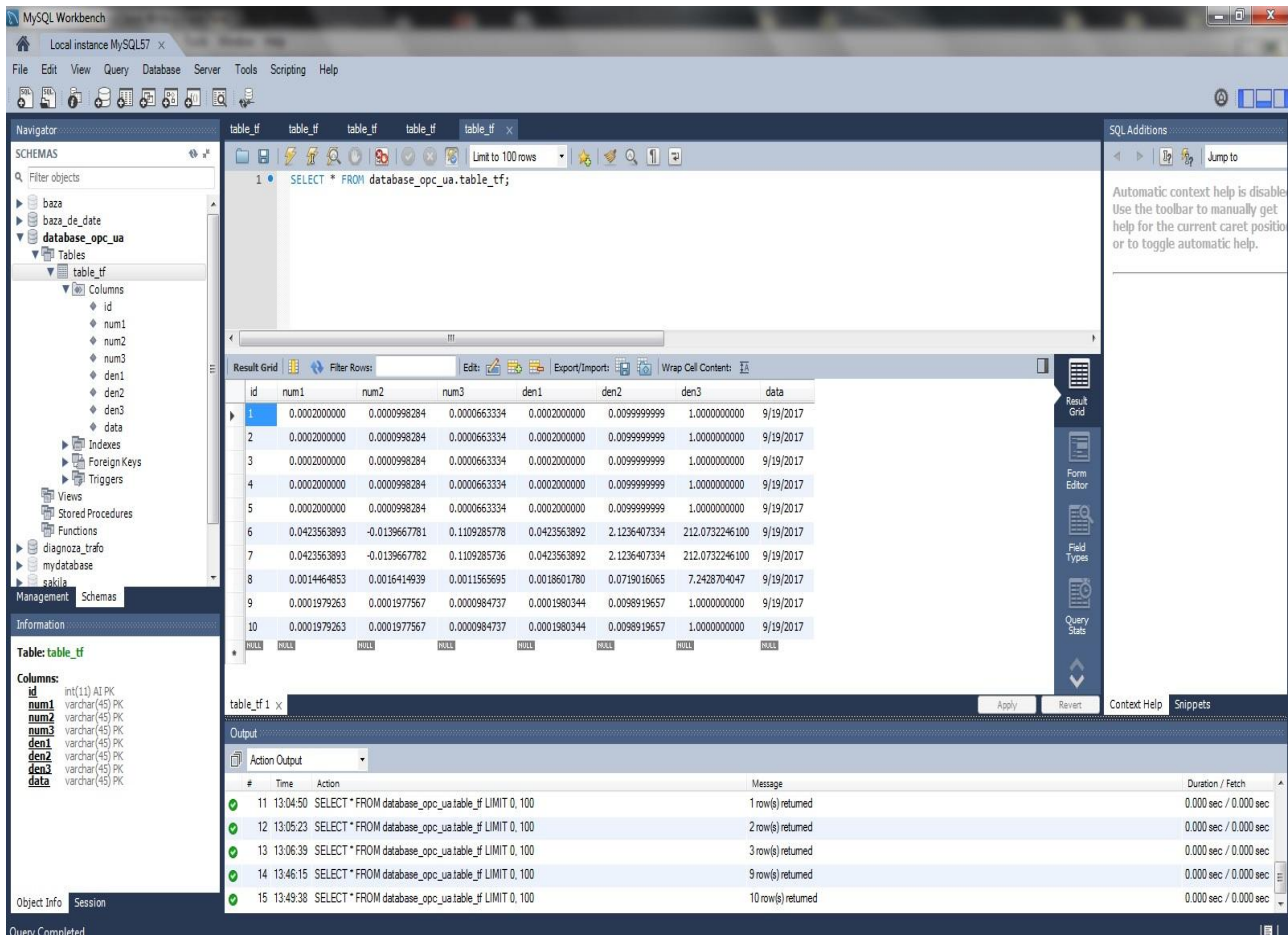 MySQL Workbench
Local instance MySQL57
File Edit View Query Database Server Tools Scripting Help
Navigator
SCHEMAS
Filter objects
baza
baza_de_date
database_opc_ua
Tables
table_tf
Columns
id
num1
num2
num3
den1
den2
den3
data
Indexes
Foreign Keys
Triggers
Views
Stored Procedures
Functions
diagnoza_trafo
mydatabase
sakila
Management Schemas
Information
Table: table_tf
Columns:
id int(11) AI PK
num1 varchar(45) PK
num2 varchar(45) PK
num3 varchar(45) PK
den1 varchar(45) PK
den2 varchar(45) PK
den3 varchar(45) PK
data varchar(45) PK
Object Info Session
Query Completed
table_tf table_tf table_tf table_tf table_tf
Limit to 100 rows
1 SELECT * FROM database_opc_ua.table_tf;
Result Grid Filter Rows: Edit: Export/Import: Wrap Cell Content:
id num1 num2 num3 den1 den2 den3 data
1 0.0002000000 0.0000998284 0.0000663334 0.0002000000 0.0099999999 1.0000000000 9/19/2017
2 0.0002000000 0.0000998284 0.0000663334 0.0002000000 0.0099999999 1.0000000000 9/19/2017
3 0.0002000000 0.0000998284 0.0000663334 0.0002000000 0.0099999999 1.0000000000 9/19/2017
4 0.0002000000 0.0000998284 0.0000663334 0.0002000000 0.0099999999 1.0000000000 9/19/2017
5 0.0002000000 0.0000998284 0.0000663334 0.0002000000 0.0099999999 1.0000000000 9/19/2017
6 0.0423563893 -0.0139667781 0.1109285778 0.0423563892 2.1236407334 212.0732246100 9/19/2017
7 0.0423563893 -0.0139667782 0.1109285736 0.0423563892 2.1236407334 212.0732246100 9/19/2017
8 0.0014464853 0.0016414939 0.0011565695 0.0018601780 0.0719016065 7.2428704047 9/19/2017
9 0.0001979263 0.0001977567 0.0000984737 0.0001980344 0.0098919657 1.0000000000 9/19/2017
10 0.0001979263 0.0001977567 0.0000984737 0.0001980344 0.0098919657 1.0000000000 9/19/2017
NULL NULL NULL NULL NULL NULL NULL NULL
Result Grid
Form Editor
Field Types
Query Stats
table_tf 1
Apply Revert
Output
Action Output
# Time Action Message Duration / Fetch
11 13:04:50 SELECT * FROM database_opc_ua.table_tf LIMIT 0, 100 1 row(s) returned 0.000 sec / 0.000 sec
12 13:05:23 SELECT * FROM database_opc_ua.table_tf LIMIT 0, 100 2 row(s) returned 0.000 sec / 0.000 sec
13 13:06:39 SELECT * FROM database_opc_ua.table_tf LIMIT 0, 100 3 row(s) returned 0.000 sec / 0.000 sec
14 13:46:15 SELECT * FROM database_opc_ua.table_tf LIMIT 0, 100 9 row(s) returned 0.000 sec / 0.000 sec
15 13:49:38 SELECT * FROM database_opc_ua.table_tf LIMIT 0, 100 10 row(s) returned 0.000 sec / 0.000 sec
SQL Additions
Jump to
Automatic context help is disable
Use the toolbar to manually get
help for the current caret positio
or to toggle automatic help.
Context Help Snippets